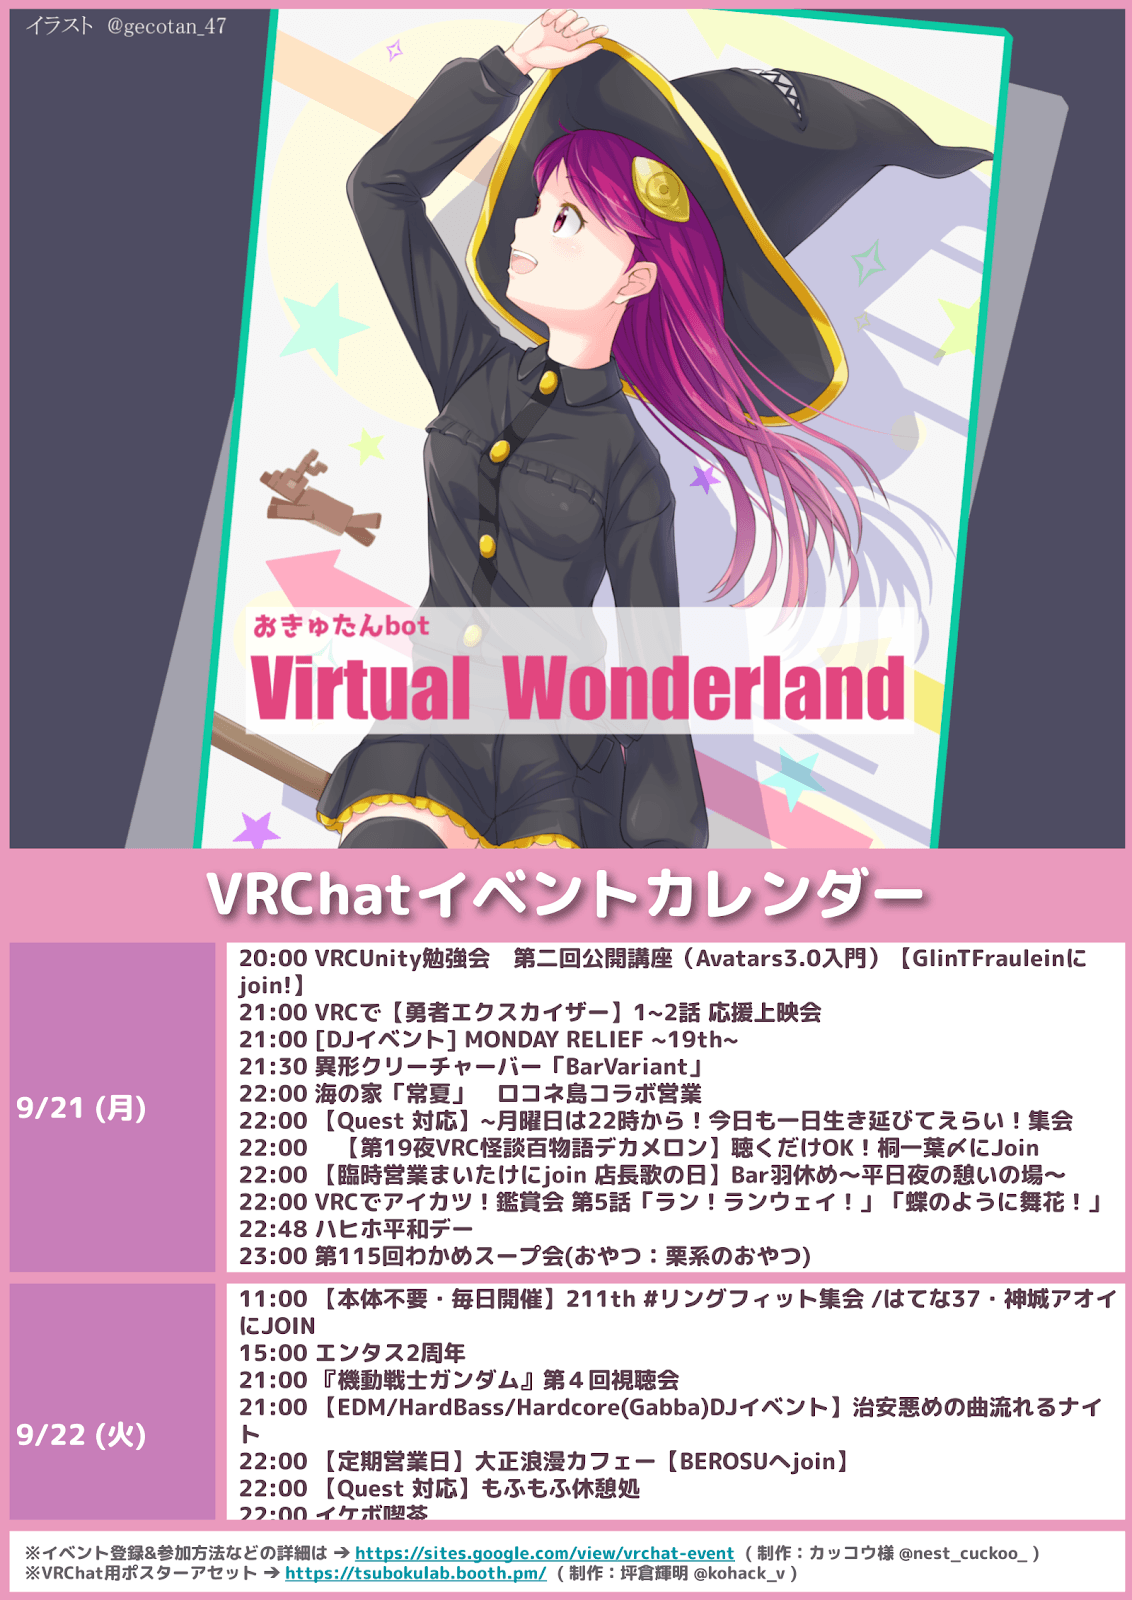 イラスト @gecotan_47
おきゅたんbot
Virtual Wonderland
VRChatイベントカレンダー
9/21 (月)
20:00 VRCUnity勉強会　第二回公開講座（Avatars3.0入門）【GlinTFrauleinに
join!】
21:00 VRCで【勇者エクスカイザー】1~2話 応援上映会
21:00 [DJイベント] MONDAY RELIEF ~19th~
21:30 異形クリーチャーバー「BarVariant」
22:00 海の家「常夏」　ロコネ島コラボ営業
22:00 【Quest 対応】~月曜日は22時から！今日も一日生き延びてえらい！集会
22:00 　【第19夜VRC怪談百物語デカメロン】聴くだけOK！桐一葉〆にJoin
22:00 【臨時営業まいたけにjoin 店長歌の日】Bar羽休め～平日夜の憩いの場～
22:00 VRCでアイカツ！鑑賞会 第5話「ラン！ランウェイ！」「蝶のように舞花！」
22:48 ハヒホ平和デー
23:00 第115回わかめスープ会(おやつ：栗系のおやつ)
9/22 (火)
11:00 【本体不要・毎日開催】211th #リングフィット集会 /はてな37・神城アオイ
にJOIN
15:00 エンタス2周年
21:00 『機動戦士ガンダム』第４回視聴会
21:00 【EDM/HardBass/Hardcore(Gabba)DJイベント】治安悪めの曲流れるナイ
ト
22:00 【定期営業日】大正浪漫カフェー【BEROSUへjoin】
22:00 【Quest 対応】もふもふ休憩処
22:00 イケボ喫茶
※イベント登録&参加方法などの詳細は → https://sites.google.com/view/vrchat-event ( 制作：カッコウ様 @nest_cuckoo_ )
※VRChat用ポスターアセット → https://tsubokulab.booth.pm/ ( 制作：坪倉輝明 @kohack_v )